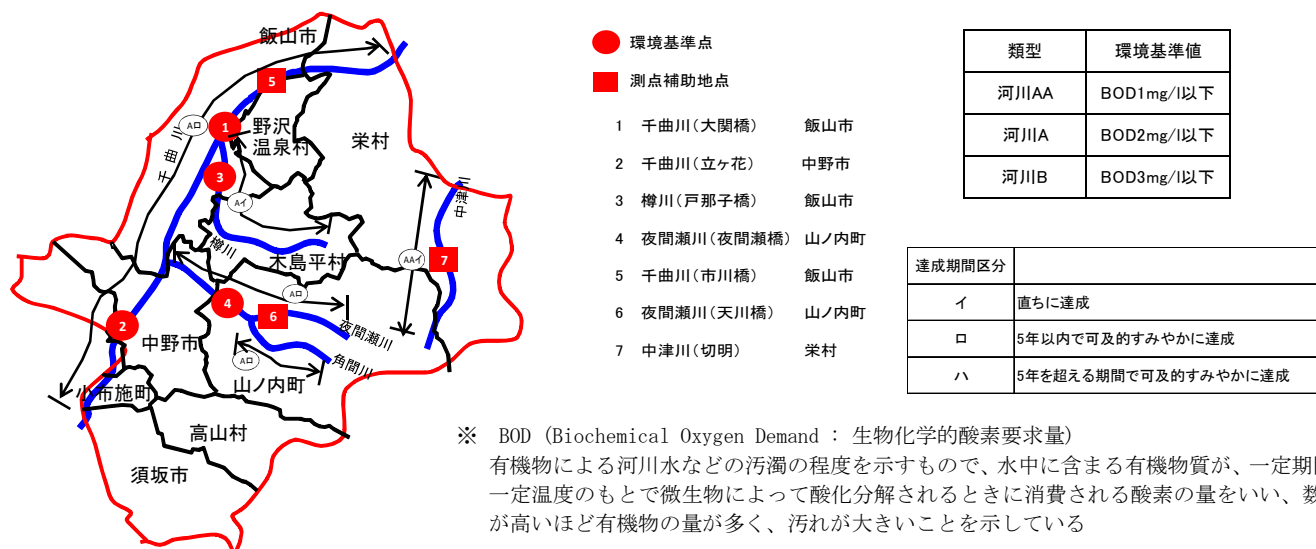 飯山市
5
千曲川
Aロ
1
野沢
温泉村
栄村
3
Aイ
中津川
樽川
木島平村
AAイ
7
Aロ
4
6
2
中野市
夜間瀬川
角間川
Aロ
山ノ内町
小布施町
高山村
須坂市
環境基準点
測点補助地点
1 千曲川(大関橋) 飯山市
2 千曲川(立ヶ花) 中野市
3 樽川(戸那子橋) 飯山市
4 夜間瀬川(夜間瀬橋) 山ノ内町
5 千曲川(市川橋) 飯山市
6 夜間瀬川(天川橋) 山ノ内町
7 中津川(切明) 栄村
類型 環境基準値
河川AA BOD1mg/l以下
河川A BOD2mg/l以下
河川B BOD3mg/l以下
達成期間区分
イ 直ちに達成
ロ 5年以内で可及的すみやかに達成
ハ 5年を超える期間で可及的すみやかに達成
※ BOD (Biochemical Oxygen Demand : 生物化学的酸素要求量)
有機物による河川水などの汚濁の程度を示すもので、水中に含まる有機物質が、一定期
一定温度のもとで微生物によって酸化分解されるときに消費される酸素の量をいい、数
が高いほど有機物の量が多く、汚れが大きいことを示している